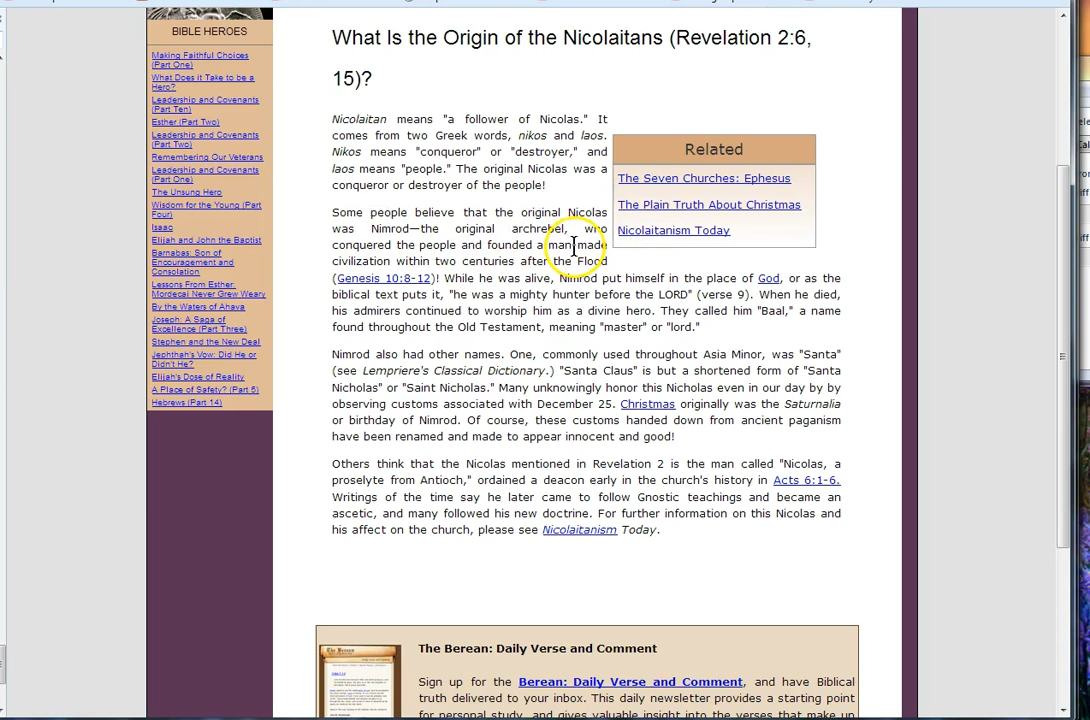 BIBLE HEROES
Making Faithful Choices
(Part One)
What Does it Take to be a
Hero?
Leadership and Covenants
(Part Ten)
Esther (Part Two)
Leadership and Covenants
(Part Two)
Remembering Our Veterans
Leadership and Covenants
(Part One)
The Unsung Hero
Wisdom for the Young (Part
Four)
Isaac
Elijah and John the Baptist
Barnabas: Son of
Encouragement and
Consolation
Lessons From Esther:
Mordecai Never Grew Weary
By the Waters of Ahava
Joseph: A Saga of
Excellence (Part Three)
Stephen and the New Deal
Jephthah's Vow: Did He or
Didn't He?
Elijah's Dose of Reality
A Place of Safety? (Part 5)
Hebrews (Part 14)
What Is the Origin of the Nicolaitans (Revelation 2:6,
15)?
Nicolaitan means "a follower of Nicolas." It
comes from two Greek words, nikos and laos.
Nikos means "conqueror" or "destroyer," and
laos means "people." The original Nicolas was a
conqueror or destroyer of the people!
Related
The Seven Churches: Ephesus
The Plain Truth About Christmas
Nicolaitanism Today
Some people believe that the original Nicolas
was Nimrod—the original archrebel, who
conquered the people and founded a man-made
civilization within two centuries after the Flood
(Genesis 10:8-12)! While he was alive, Nimrod put himself in the place of God, or as the
biblical text puts it, "he was a mighty hunter before the LORD" (verse 9). When he died,
his admirers continued to worship him as a divine hero. They called him "Baal," a name
found throughout the Old Testament, meaning "master" or "lord."
Nimrod also had other names. One, commonly used throughout Asia Minor, was "Santa"
(see Lempriere's Classical Dictionary.) "Santa Claus" is but a shortened form of "Santa
Nicholas" or "Saint Nicholas." Many unknowingly honor this Nicholas even in our day by by
observing customs associated with December 25. Christmas originally was the Saturnalia
or birthday of Nimrod. Of course, these customs handed down from ancient paganism
have been renamed and made to appear innocent and good!
Others think that the Nicolas mentioned in Revelation 2 is the man called "Nicolas, a
proselyte from Antioch," ordained a deacon early in the church's history in Acts 6:1-6.
Writings of the time say he later came to follow Gnostic teachings and became an
ascetic, and many followed his new doctrine. For further information on this Nicolas and
his affect on the church, please see Nicolaitanism Today.
The Berean: Daily Verse and Comment
Sign up for the Berean: Daily Verse and Comment, and have Biblical
truth delivered to your inbox. This daily newsletter provides a starting point
for personal study, and gives valuable insight into the verses that make up